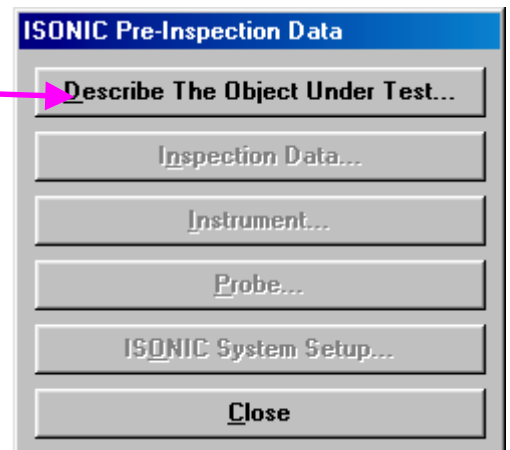 ISONIC Pre-Inspection Data
Describe The Object Under Test...
Inspection Data...
Instrument...
Probe...
ISONIC System Setup...
Close